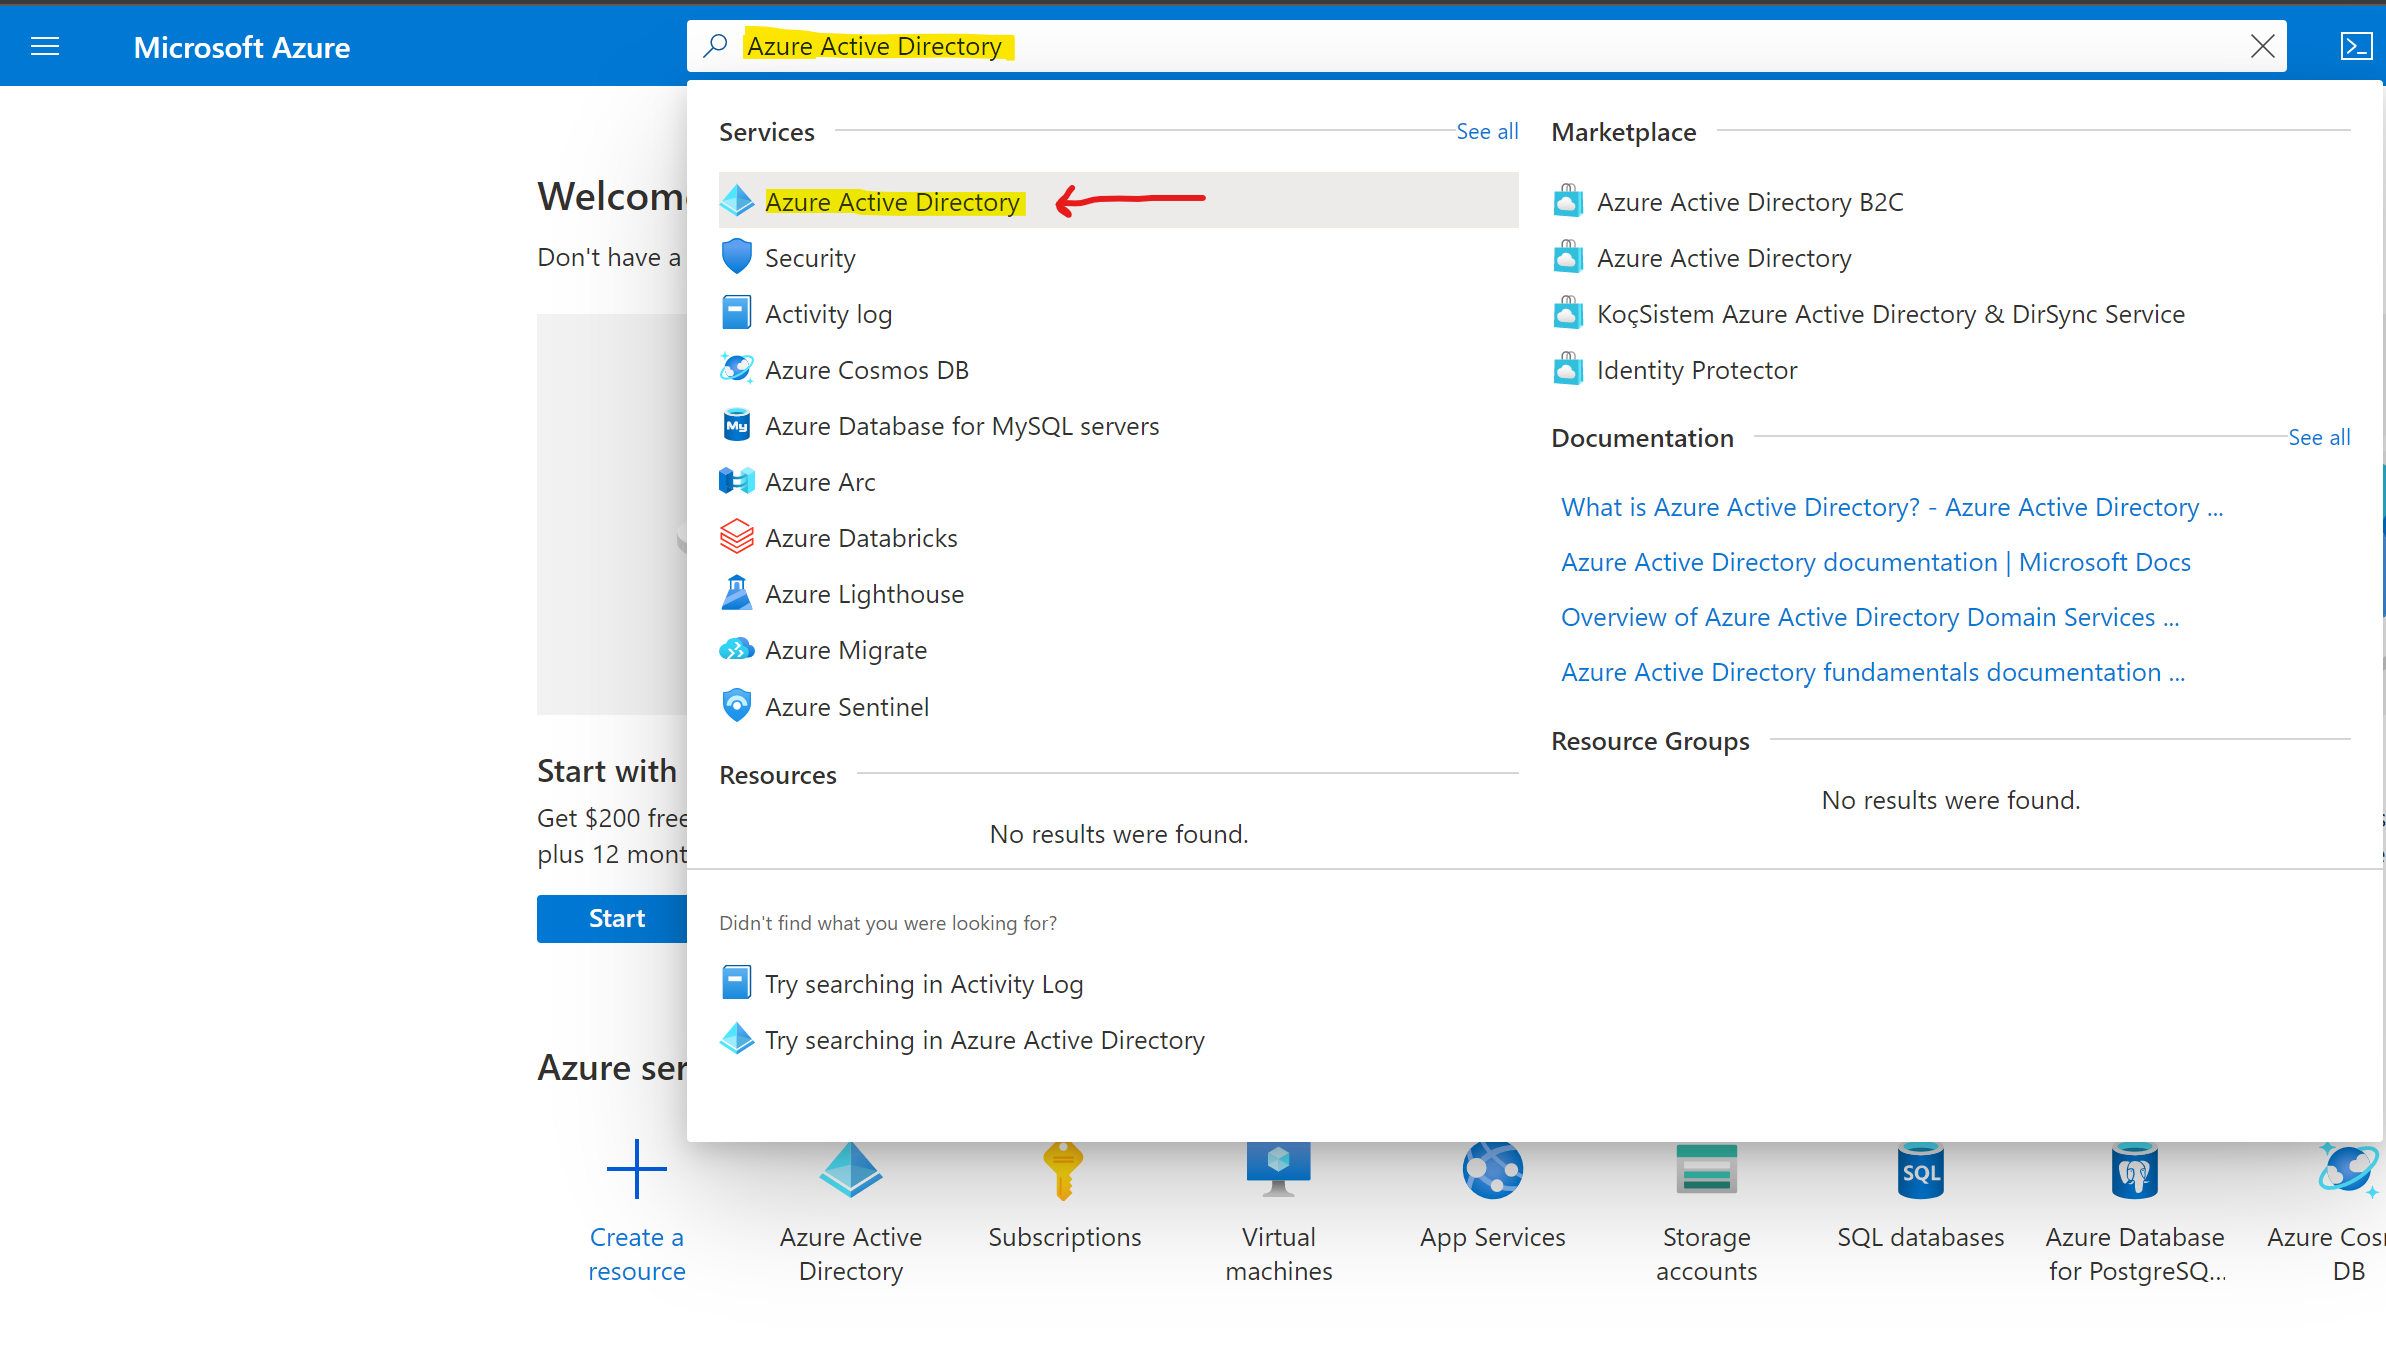 Microsoft Azure
Azure Active Directory
Welcom
Don't have a
Start with
Get $200 free
plus 12 mont
Start
Azure ser
Services
See all
Azure Active Directory
Security
Activity log
Azure Cosmos DB
Azure Database for MySQL servers
Azure Arc
Azure Databricks
Azure Lighthouse
Azure Migrate
Azure Sentinel
Resources
No results were found.
Marketplace
Azure Active Directory B2C
Azure Active Directory
KoçSistem Azure Active Directory & DirSync Service
Identity Protector
Documentation
See all
What is Azure Active Directory? - Azure Active Directory ...
Azure Active Directory documentation | Microsoft Docs
Overview of Azure Active Directory Domain Services ...
Azure Active Directory fundamentals documentation ...
Resource Groups
No results were found.
Didn't find what you were looking for?
Try searching in Activity Log
Try searching in Azure Active Directory
Create a
resource
Azure Active
Directory
Subscriptions
Virtual
machines
App Services
Storage
accounts
SQL
SQL databases
Azure Database
for PostgreSQ...
Azure Cos
DB